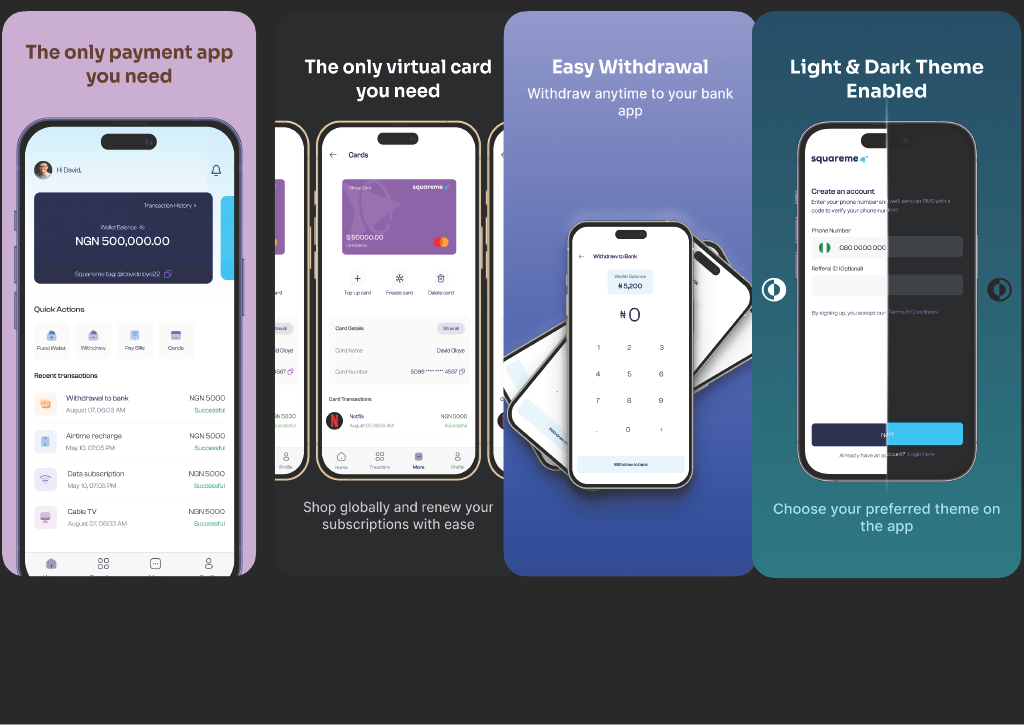 The only payment app
you need
Hi David,
Transaction History >
Wallet Balance
NGN 500,000.00
Squareme tag: @davidoloye22
Quick Actions
Fund Wallet
Withdraw
Pay Bills
Cards
Recent transactions
Withdrawal to bank
NGN 5000
August 07, 06:03 AM
Successful
Airtime recharge
NGN 5000
May 10, 07:05 PM
Successful
Data subscription
NGN 5000
May 10, 07:05 PM
Successful
Cable TV
NGN 5000
August 07, 06:03 AM
Successful
The only virtual card
you need
Cards
Virtual Card
squareme
$ 50000.00
Card Balance
Top-up card
Freeze card
Delete card
Card Details
Show all
Card Name
David Oloye
Card Number
5099 **** **** 4567
Card Transactions
Netflix
NGN 5000
August 07, 06:03 AM
Successful
Home
Transfers
More
Profile
Profile
Shop globally and renew your
subscriptions with ease
Easy Withdrawal
Withdraw anytime to your bank
app
Withdraw to Bank
Wallet Balance
₦ 5,200
₦ 0
1 2 3
4 5 6
7 8 9
. 0 ‹
Withdraw to bank
Light & Dark Theme
Enabled
squareme
Create an account
Enter your phone number and we'll send an SMS with a
code to verify your phone number
Phone Number
080 0000 000
Refferal ID (Optional)
By signing up, you accept our Terms & Conditions
Next
Already have an account? Login here
Choose your preferred theme on
the app